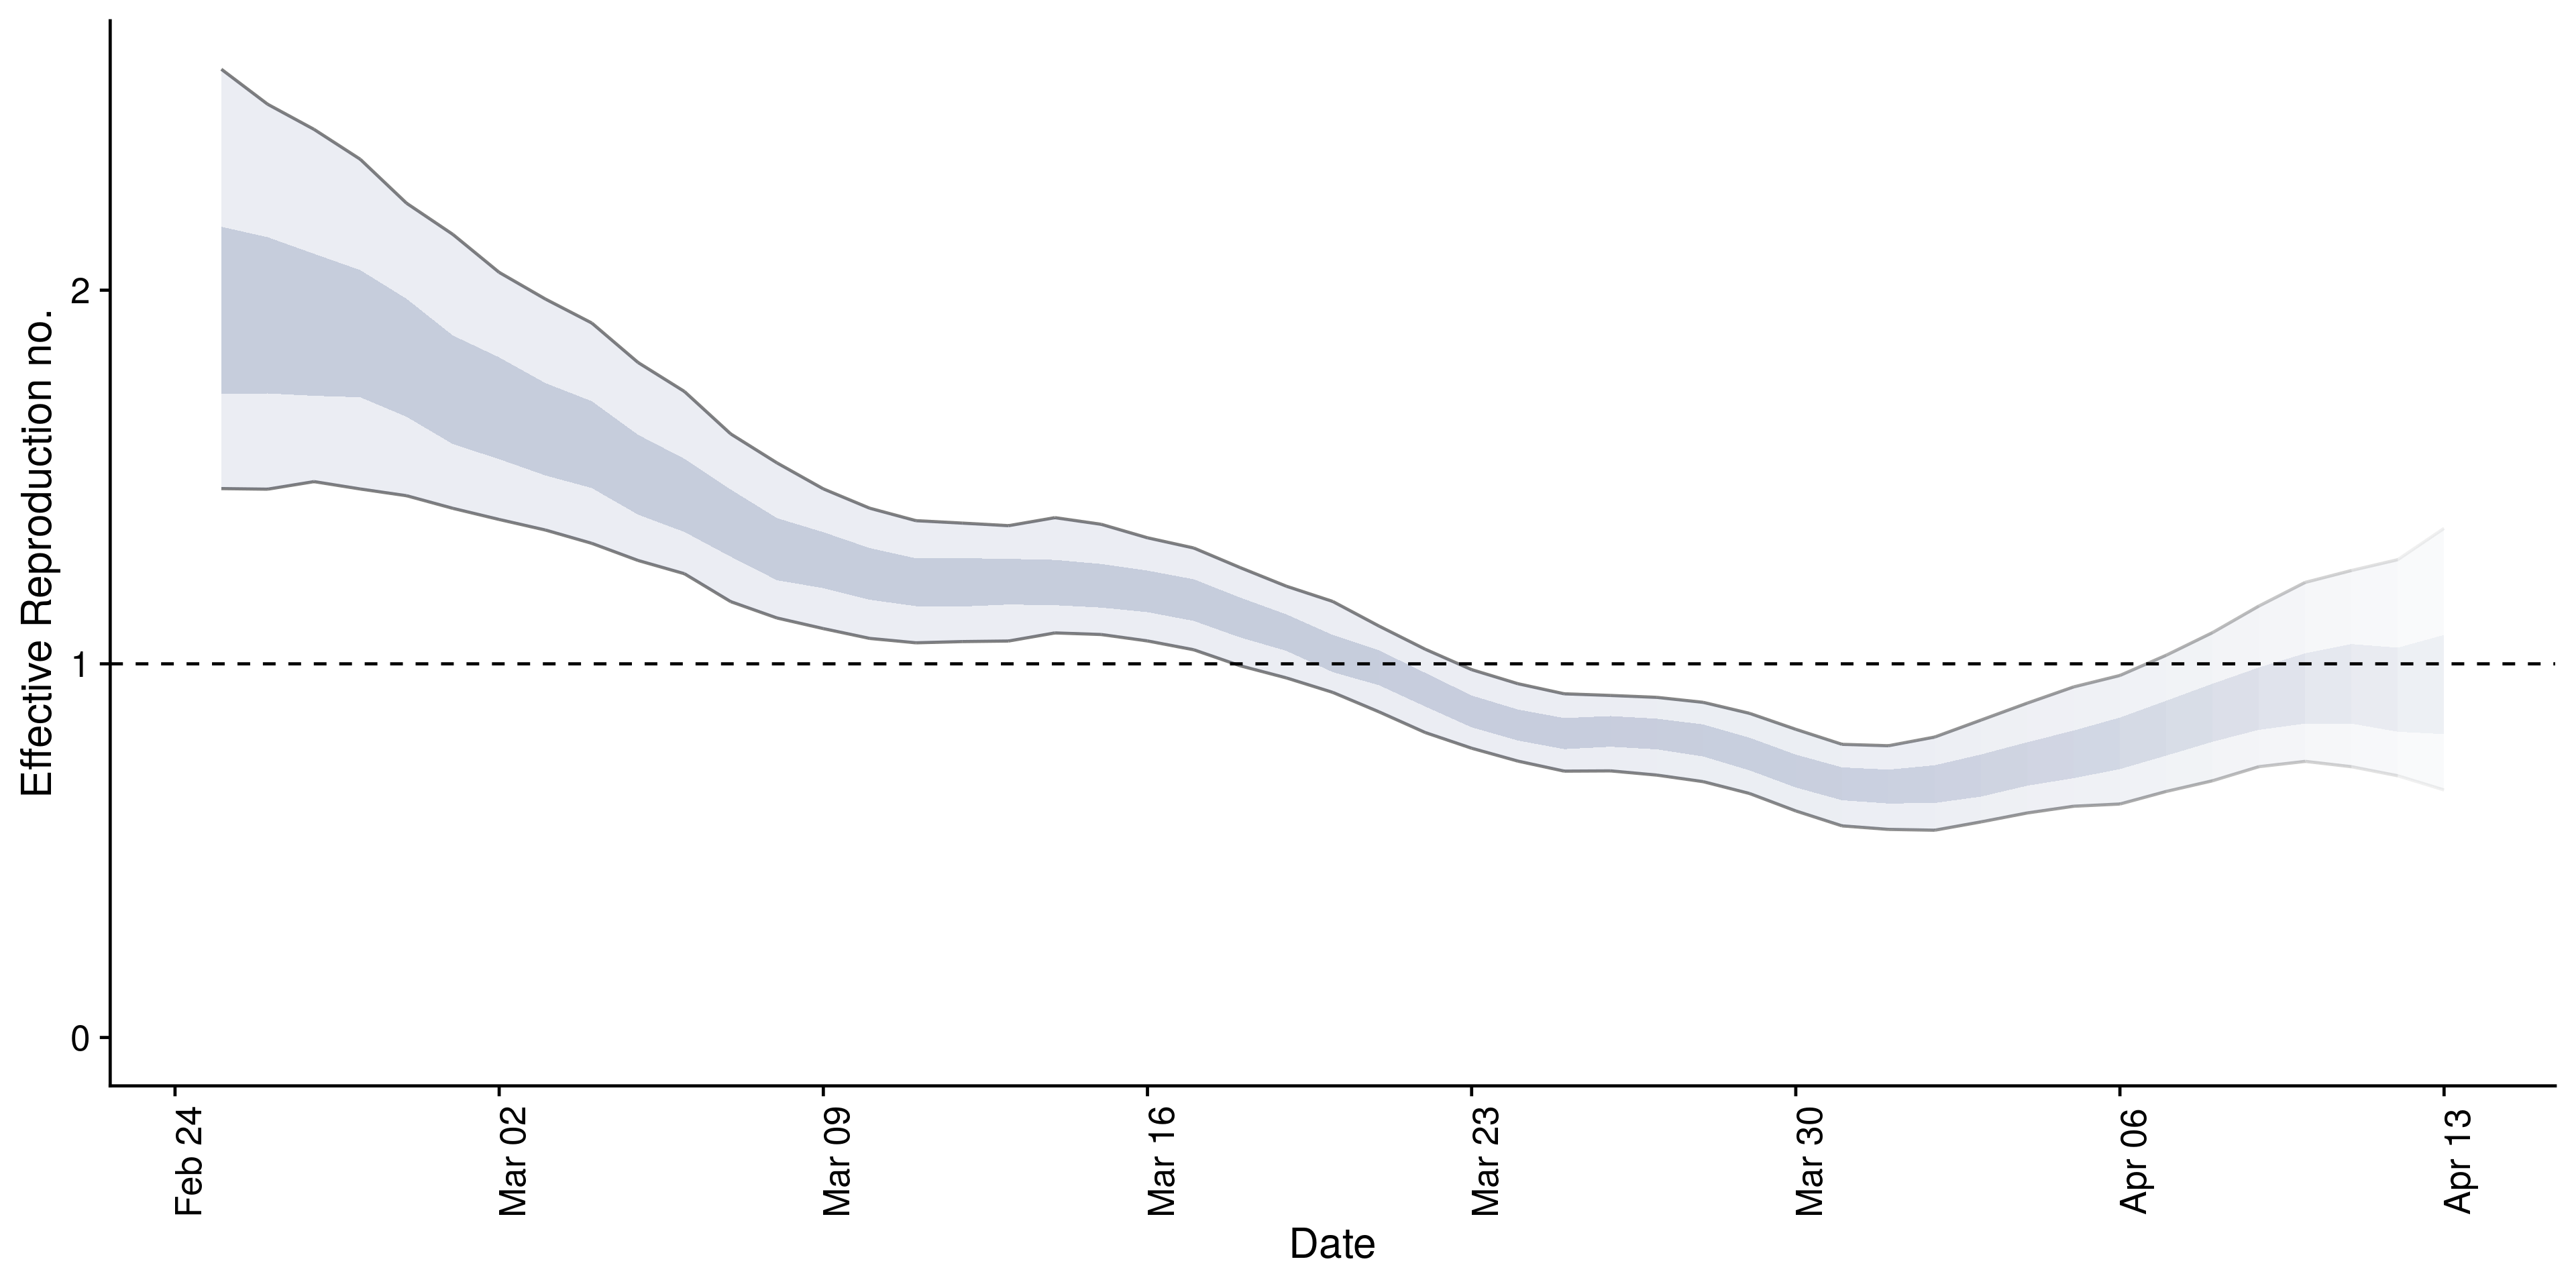 Effective Reproduction no.
2
1
0
Feb 24
Mar 02
Mar 09
Mar 16
Mar 23
Mar 30
Apr 06
Apr 13
Date